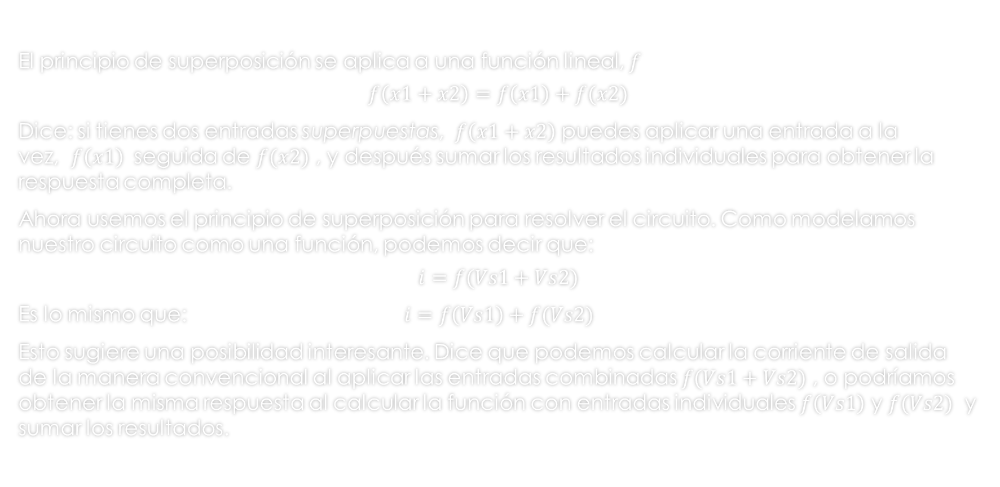 El principio de superposición se aplica a una función lineal, f
f(x1 + x2) = f(x1) + f(x2)
Dice: si tienes dos entradas superpuestas, f(x1 + x2) puedes aplicar una entrada a la
vez, f(x1) seguida de f(x2) , y después sumar los resultados individuales para obtener la
respuesta completa.
Ahora usemos el principio de superposición para resolver el circuito. Como modelamos
nuestro circuito como una función, podemos decir que:
i = f(Vs1 + Vs2)
Es lo mismo que: i = f(Vs1) + f(Vs2)
Esto sugiere una posibilidad interesante. Dice que podemos calcular la corriente de salida
de la manera convencional al aplicar las entradas combinadas f(Vs1 + Vs2) , o podríamos
obtener la misma respuesta al calcular la función con entradas individuales f(Vs1) y f(Vs2) y
sumar los resultados.